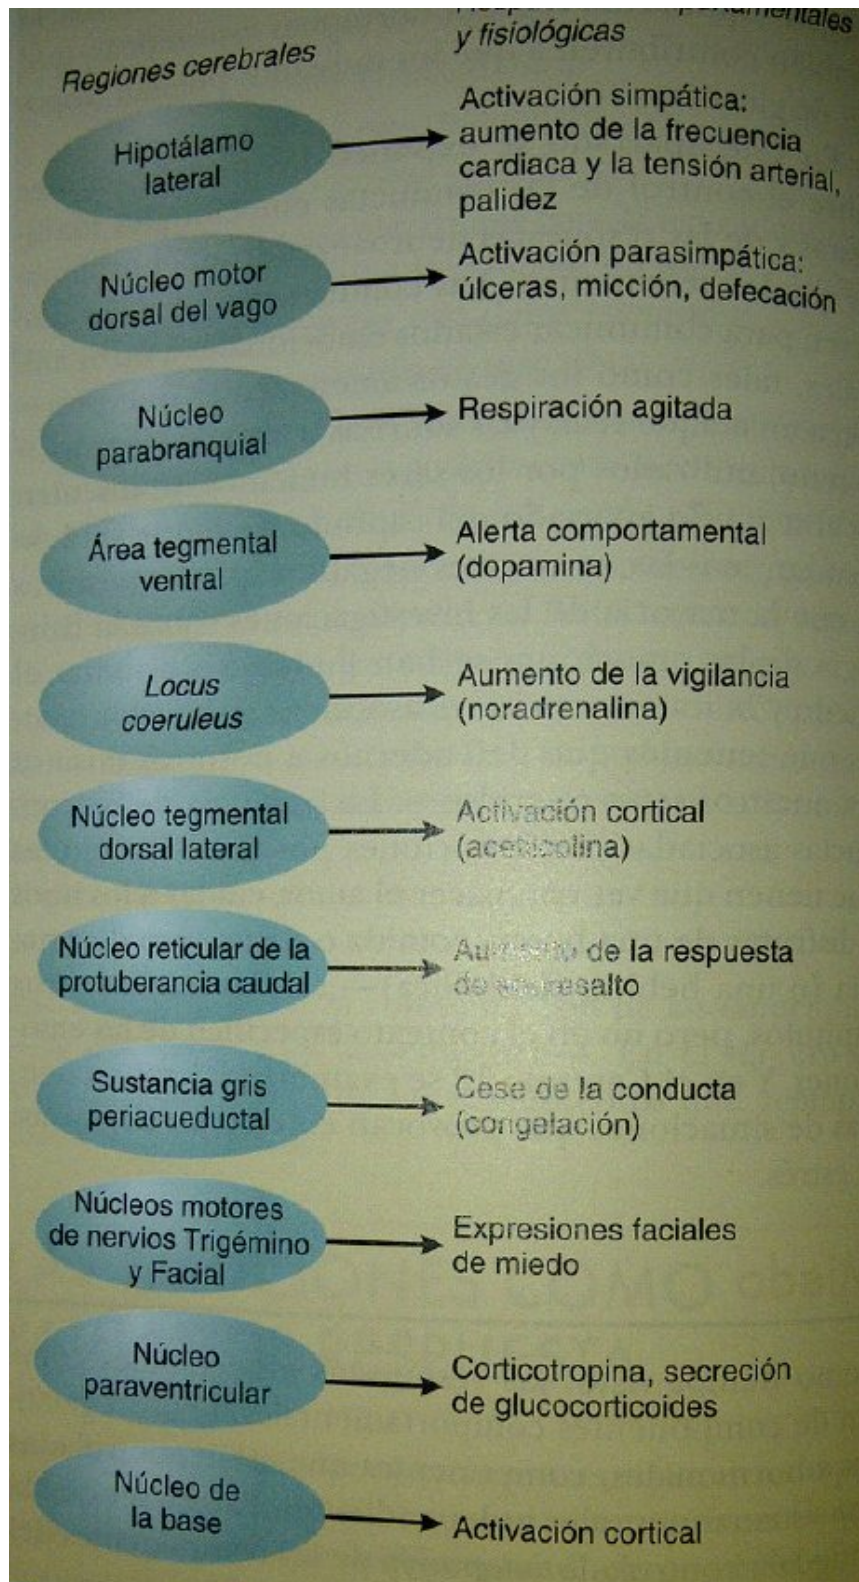 y fisiológicas
Regiones cerebrales
Hipotálamo
lateral
Activación simpática:
aumento de la frecuencia
cardiaca y la tensión arterial,
palidez
Núcleo motor
dorsal del vago
Activación parasimpática:
úlceras, micción, defecación
Núcleo
parabranquial
Respiración agitada
Área tegmental
ventral
Alerta comportamental
(dopamina)
Locus
coeruleus
Aumento de la vigilancia
(noradrenalina)
Núcleo tegmental
dorsal lateral
Activación cortical
(acetilcolina)
Núcleo reticular de la
protuberancia caudal
Aumento de la respuesta
de sobresalto
Sustancia gris
periacueductal
Cese de la conducta
(congelación)
Núcleos motores
de nervios Trigémino
y Facial
Expresiones faciales
de miedo
Núcleo
paraventricular
Corticotropina, secreción
de glucocorticoides
Núcleo de
la base
Activación cortical